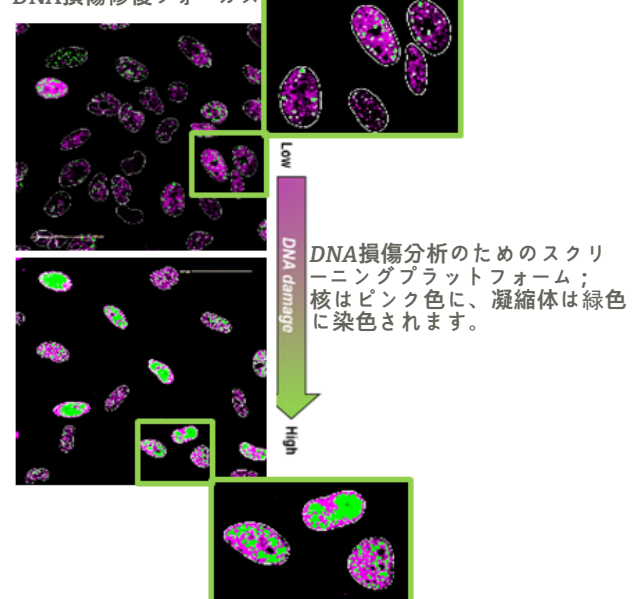 DNA損傷修復フォーカス
Low
DNA damage
High
DNA損傷分析のためのスクリ
ーニングプラットフォーム；
核はピンク色に、凝縮体は緑色
に染色されます。